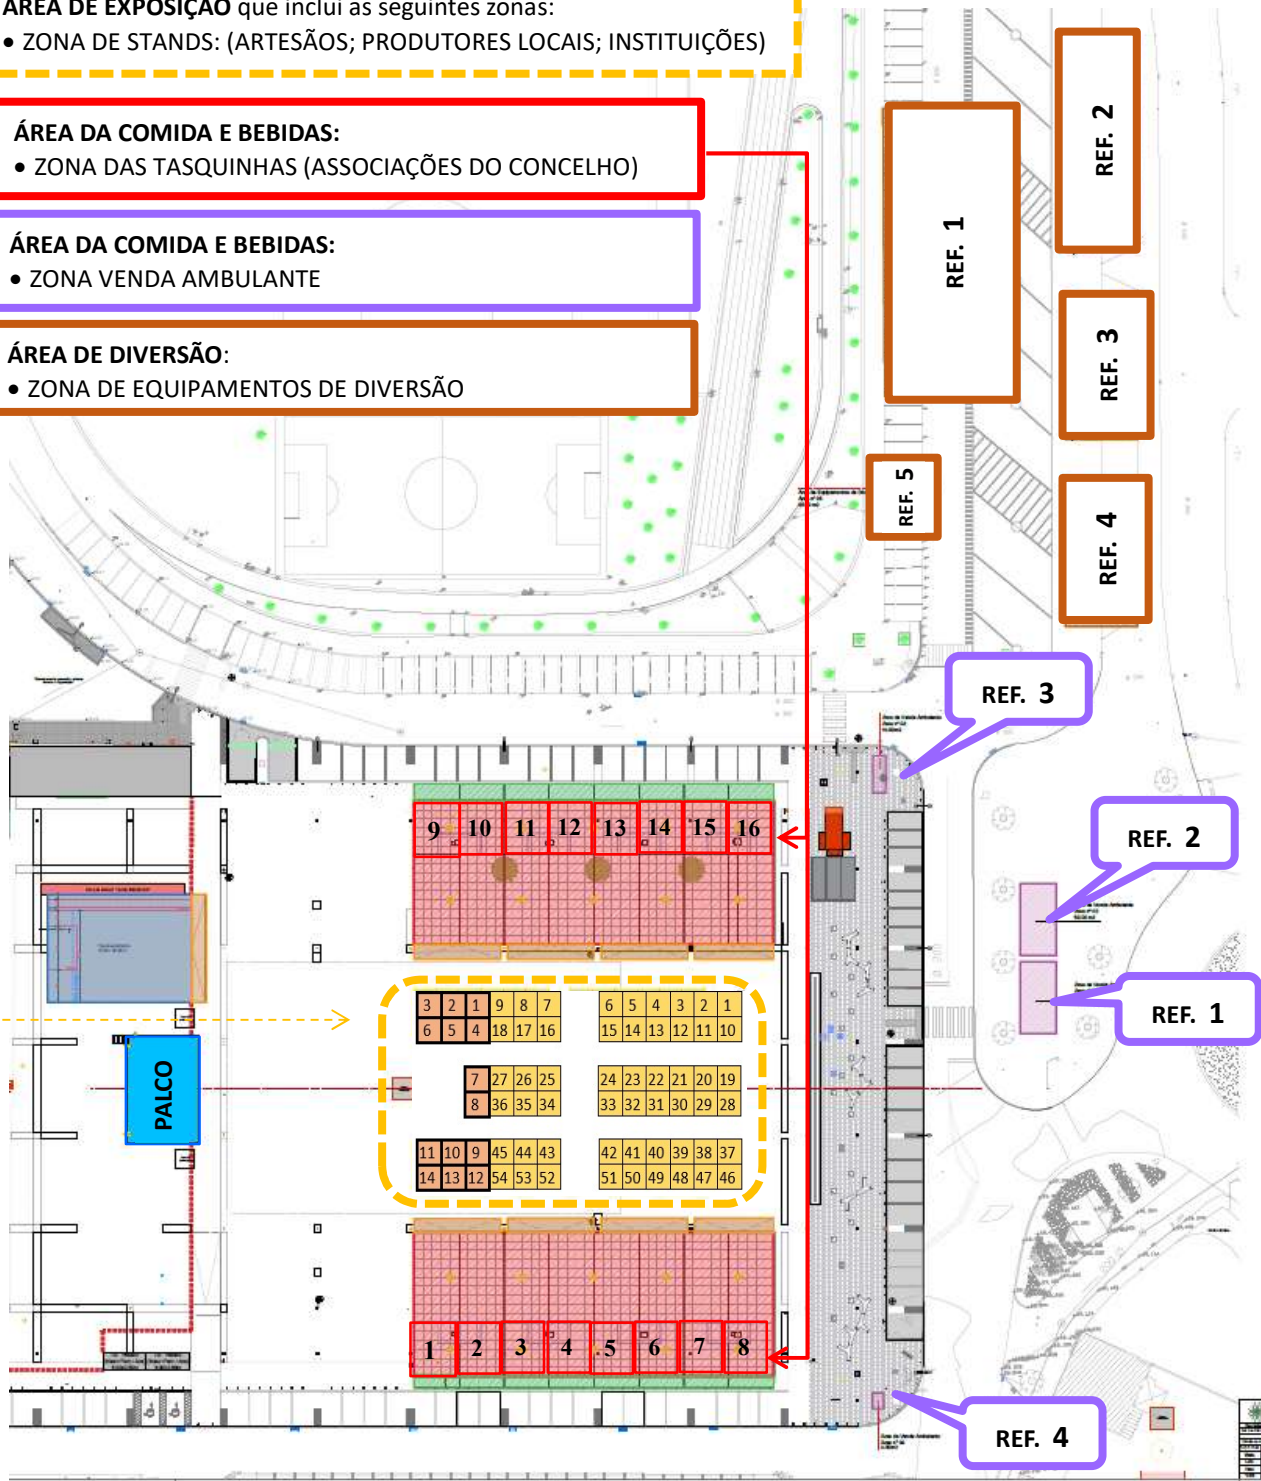 ÁREA DE EXPOSIÇÃO que inclui as seguintes zonas:
• ZONA DE STANDS: (ARTESÃOS; PRODUTORES LOCAIS; INSTITUIÇÕES)
ÁREA DA COMIDA E BEBIDAS:
• ZONA DAS TASQUINHAS (ASSOCIAÇÕES DO CONCELHO)
ÁREA DA COMIDA E BEBIDAS:
• ZONA VENDA AMBULANTE
ÁREA DE DIVERSÃO:
• ZONA DE EQUIPAMENTOS DE DIVERSÃO
REF. 1
REF. 2
REF. 3
REF. 4
REF. 5
REF. 3
REF. 2
REF. 1
REF. 4
9 10 11 12 13 14 15 16
3 2 1 9 8 7 6 5 4 3 2 1
6 5 4 18 17 16 15 14 13 12 11 10
7 27 26 25 24 23 22 21 20 19
8 36 35 34 33 32 31 30 29 28
11 10 9 45 44 43 42 41 40 39 38 37
14 13 12 54 53 52 51 50 49 48 47 46
PALCO
1 2 3 4 5 6 7 8